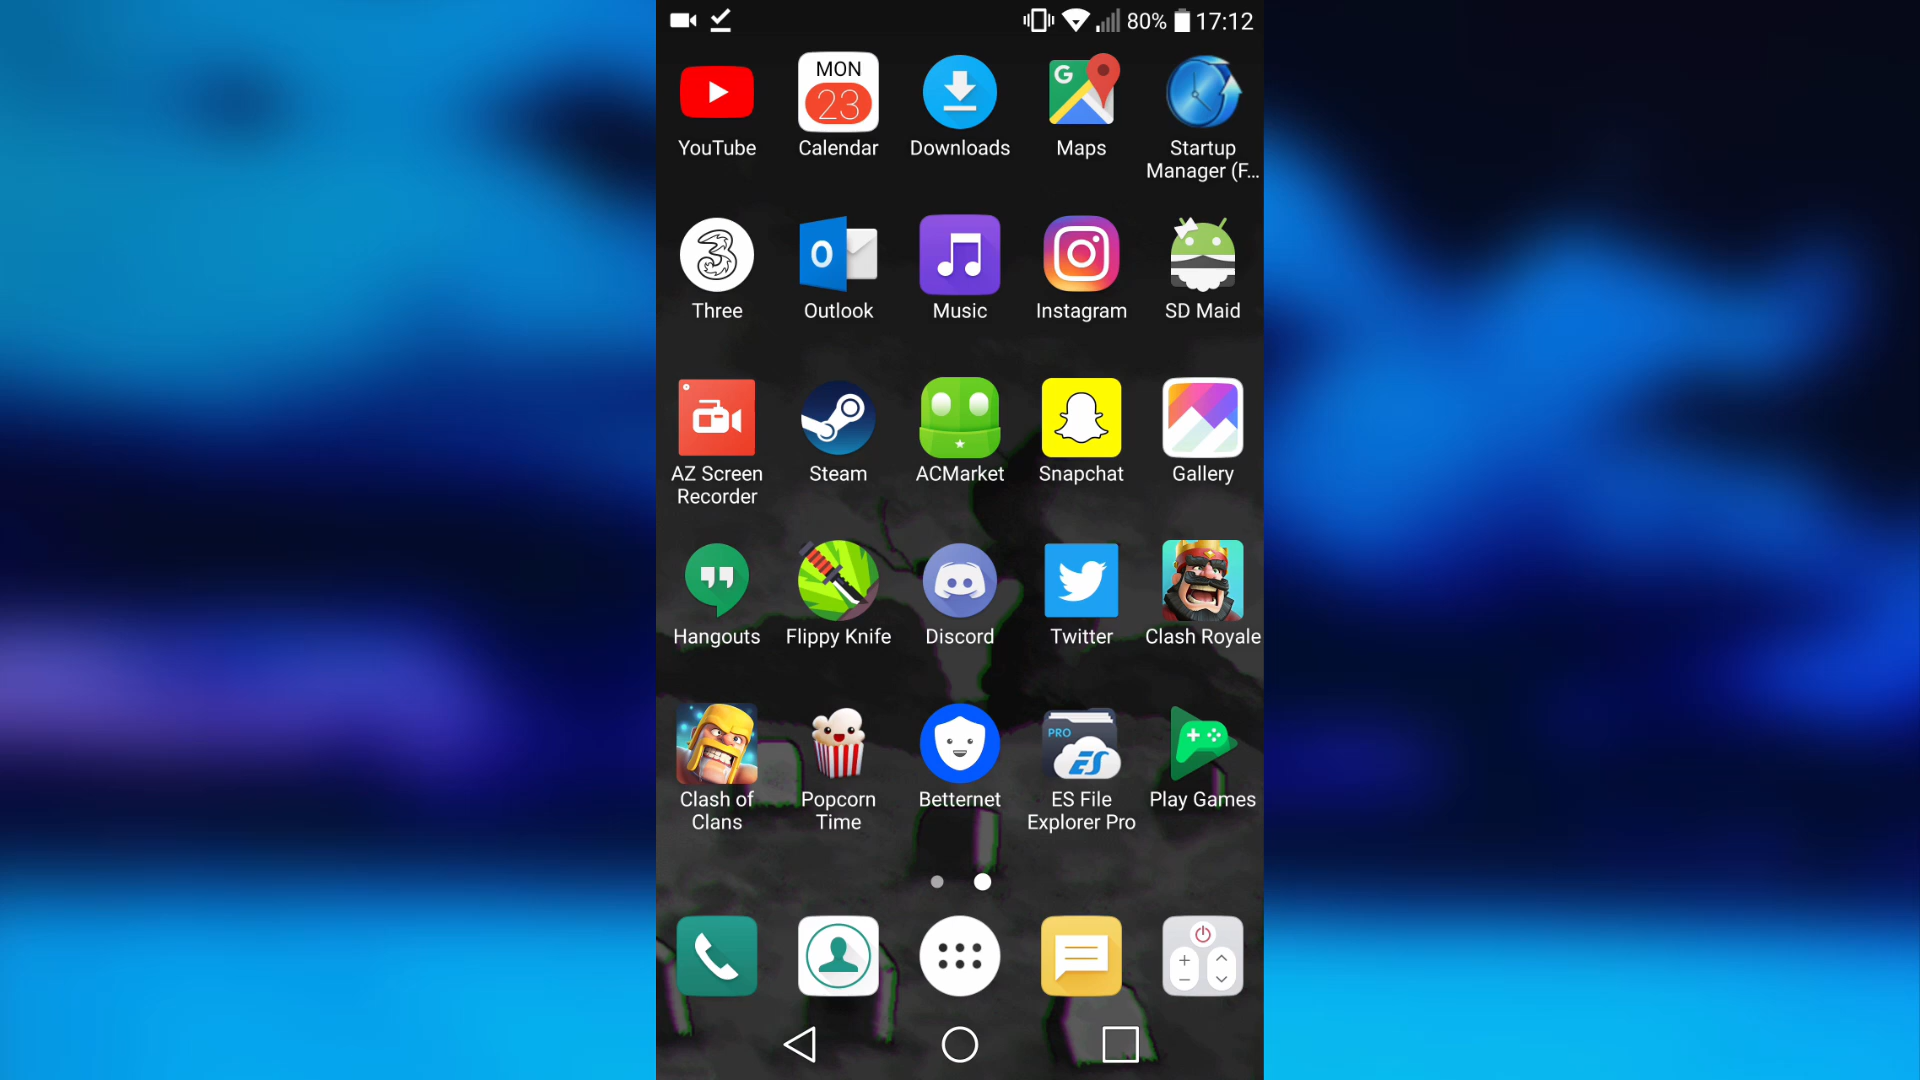 80% 17:12
MON
23
G
YouTube Calendar Downloads Maps Startup
Manager (F...
3
O
Three Outlook Music Instagram SD Maid
AZ Screen Steam ACMarket Snapchat Gallery
Recorder
Hangouts Flippy Knife Discord Twitter Clash Royale
PRO
ES
Clash of Popcorn Betternet ES File Play Games
Clans Time Explorer Pro